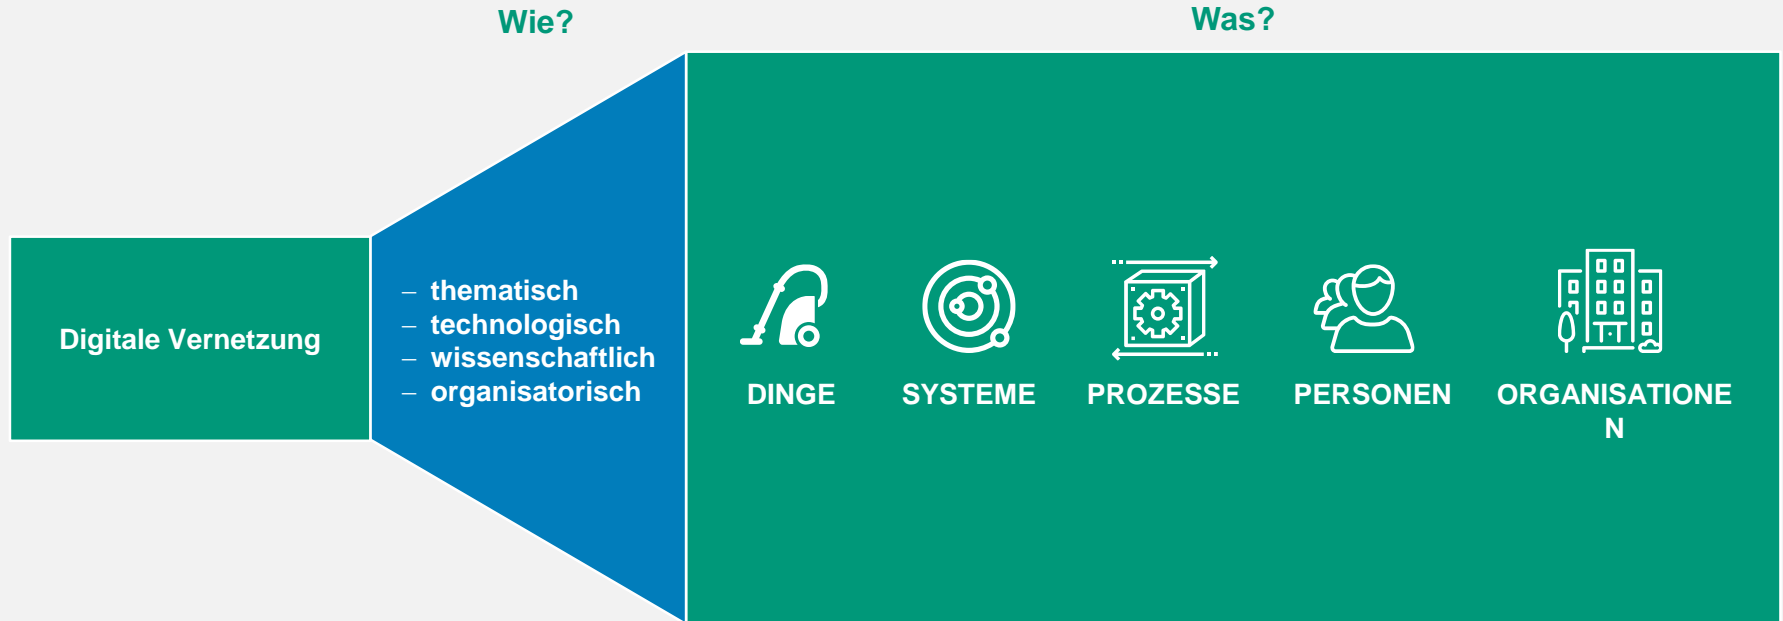 Wie?
Was?
Digitale Vernetzung
– thematisch
– technologisch
– wissenschaftlich
– organisatorisch
DINGE
SYSTEME
PROZESSE
PERSONEN
ORGANISATIONE
N